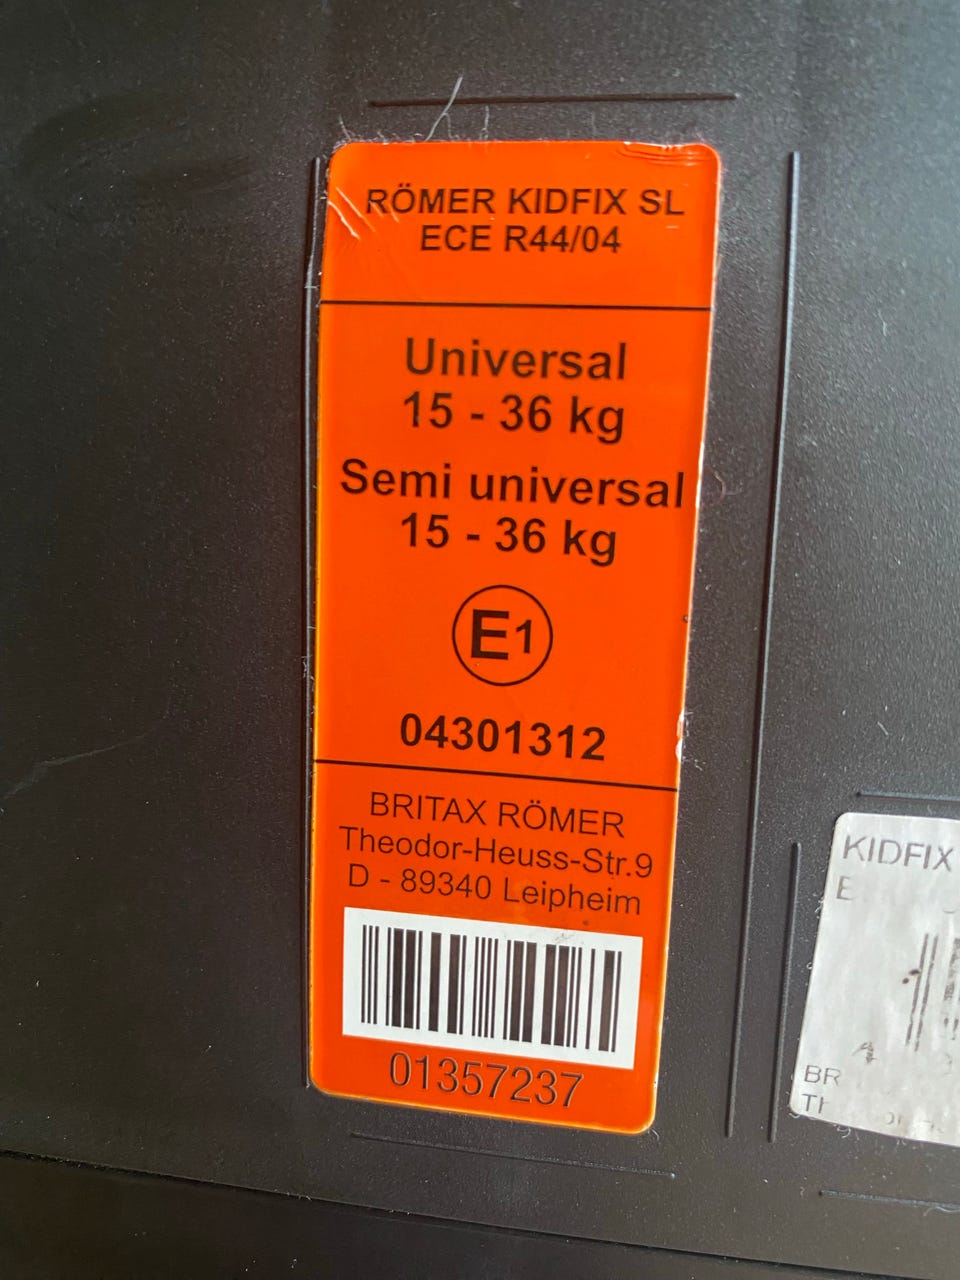 RÖMER KIDFIX SL
ECE R44/04
Universal
15 - 36 kg
Semi universal
15 - 36 kg
E1
04301312
BRITAX RÖMER
Theodor-Heuss-Str.9
D - 89340 Leipheim
01357237
KIDFIX